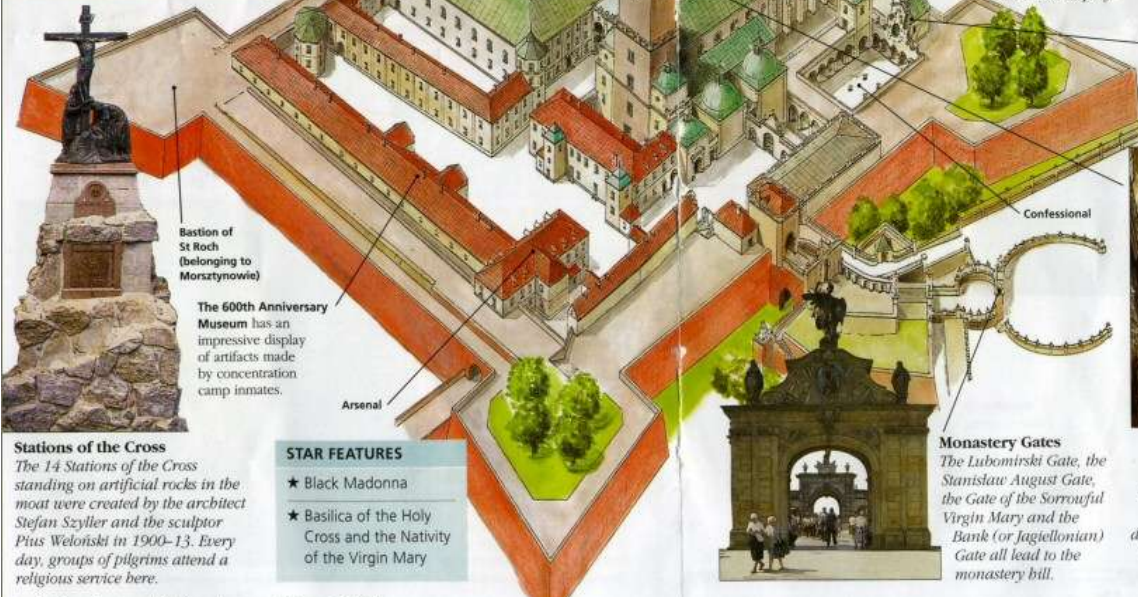 Bastion of
St Roch
(belonging to
Morsztynowie)
The 600th Anniversary
Museum has an
impressive display
of artifacts made
by concentration
camp inmates.
Arsenal
Confessional
Stations of the Cross
The 14 Stations of the Cross
standing on artificial rocks in the
moat were created by the architect
Stefan Szyller and the sculptor
Pius Weloński in 1900–13. Every
day, groups of pilgrims attend a
religious service here.
STAR FEATURES
★ Black Madonna
★ Basilica of the Holy
Cross and the Nativity
of the Virgin Mary
Monastery Gates
The Lubomirski Gate, the
Stanisław August Gate,
the Gate of the Sorrowful
Virgin Mary and the
Bank (or Jagiellonian)
Gate all lead to the
monastery hill.